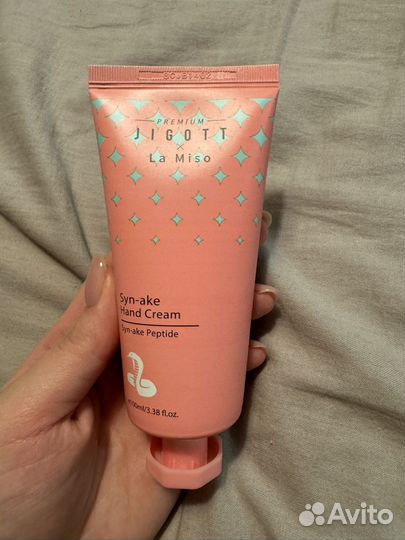 PREMIUM
JIGOTT
×
La Miso
Syn-ake
Hand Cream
Syn-ake Peptide
100ml/3.38 fl.oz.
Avito